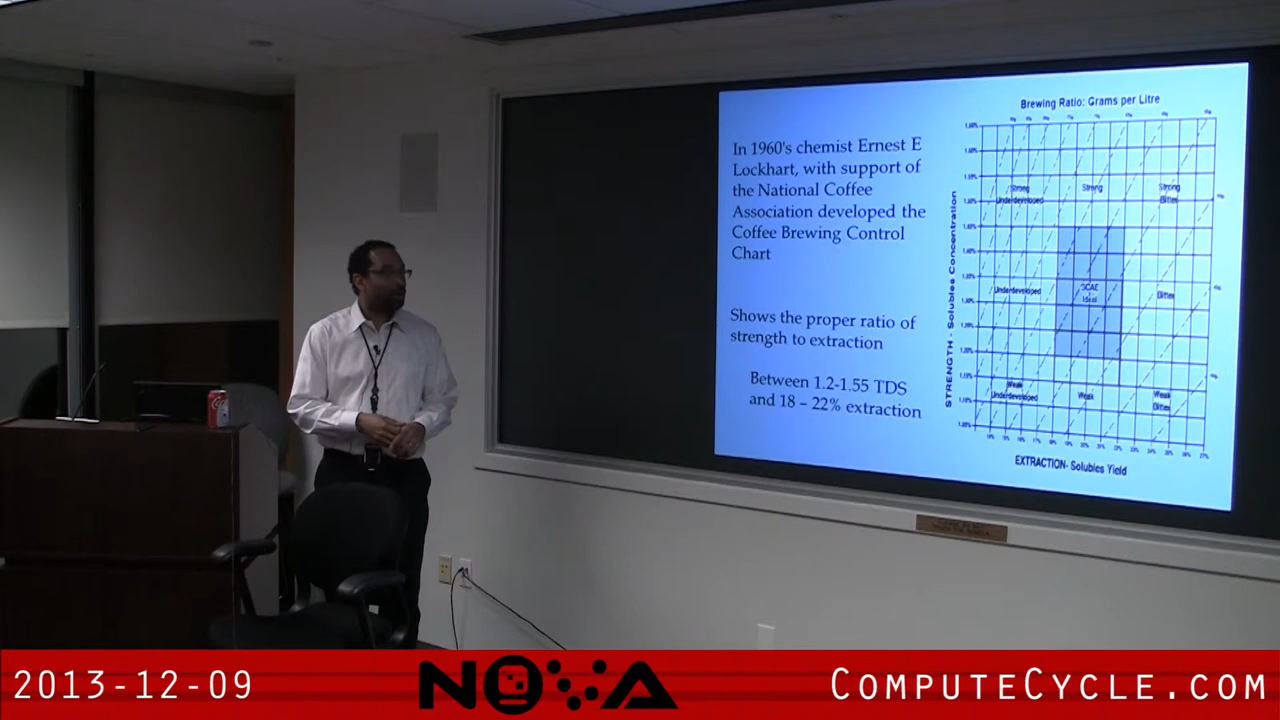 In 1960's chemist Ernest E
Lockhart, with support of
the National Coffee
Association developed the
Coffee Brewing Control
Chart
Shows the proper ratio of
strength to extraction
Between 1.2-1.55 TDS
and 18 – 22% extraction
Brewing Ratio: Grams per Litre
STRENGTH - Solubles Concentration
Strong
Underdeveloped
Strong
Strong
Bitter
Underdeveloped
SCAE
Ideal
Bitter
Weak
Underdeveloped
Weak
Weak
Bitter
EXTRACTION- Solubles Yield
2013-12-09
NOVA
COMPUTECYCLE.COM